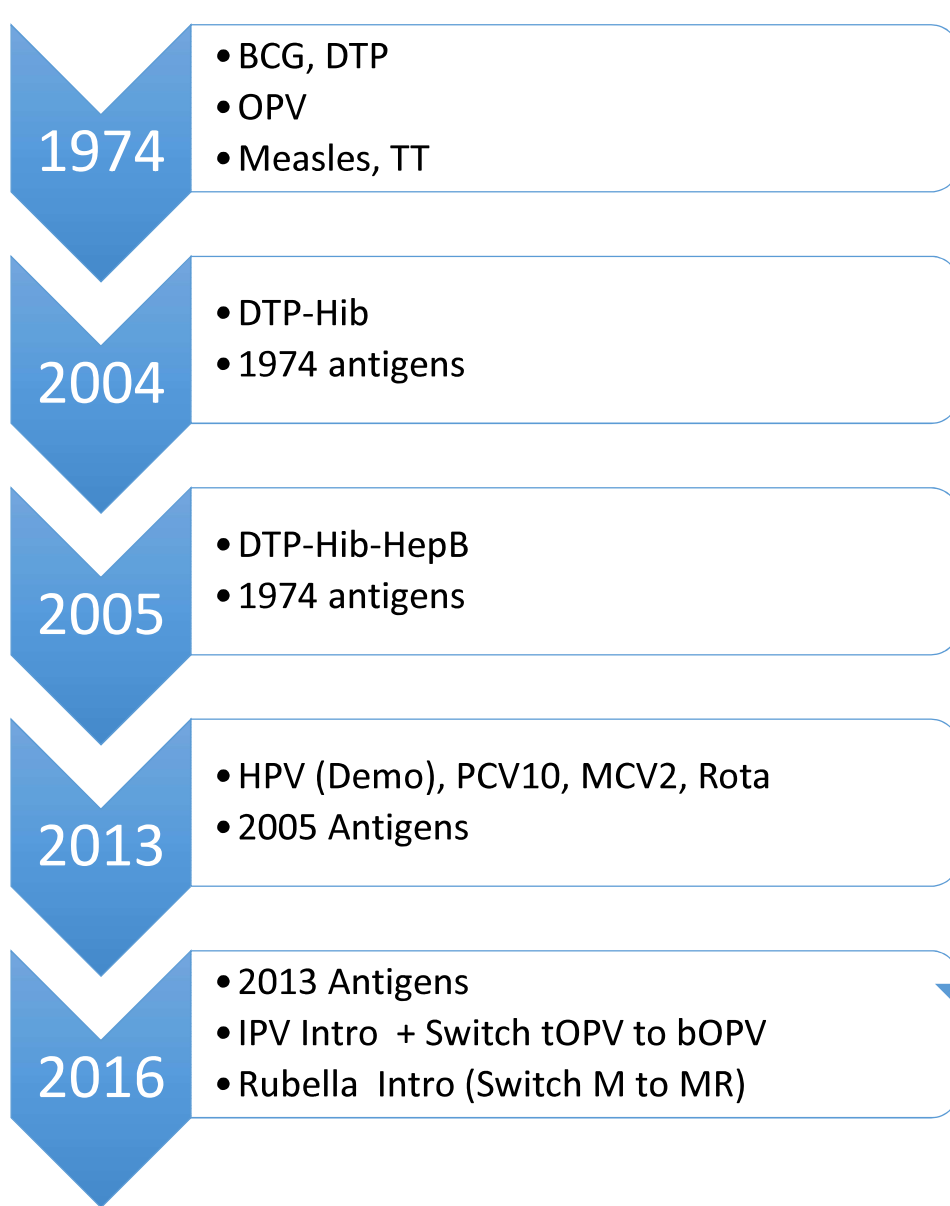 1974
•BCG, DTP
•OPV
•Measles, TT
2004
•DTP-Hib
•1974 antigens
2005
•DTP-Hib-HepB
•1974 antigens
2013
•HPV (Demo), PCV10, MCV2, Rota
•2005 Antigens
2016
•2013 Antigens
•IPV Intro + Switch tOPV to bOPV
•Rubella Intro (Switch M to MR)